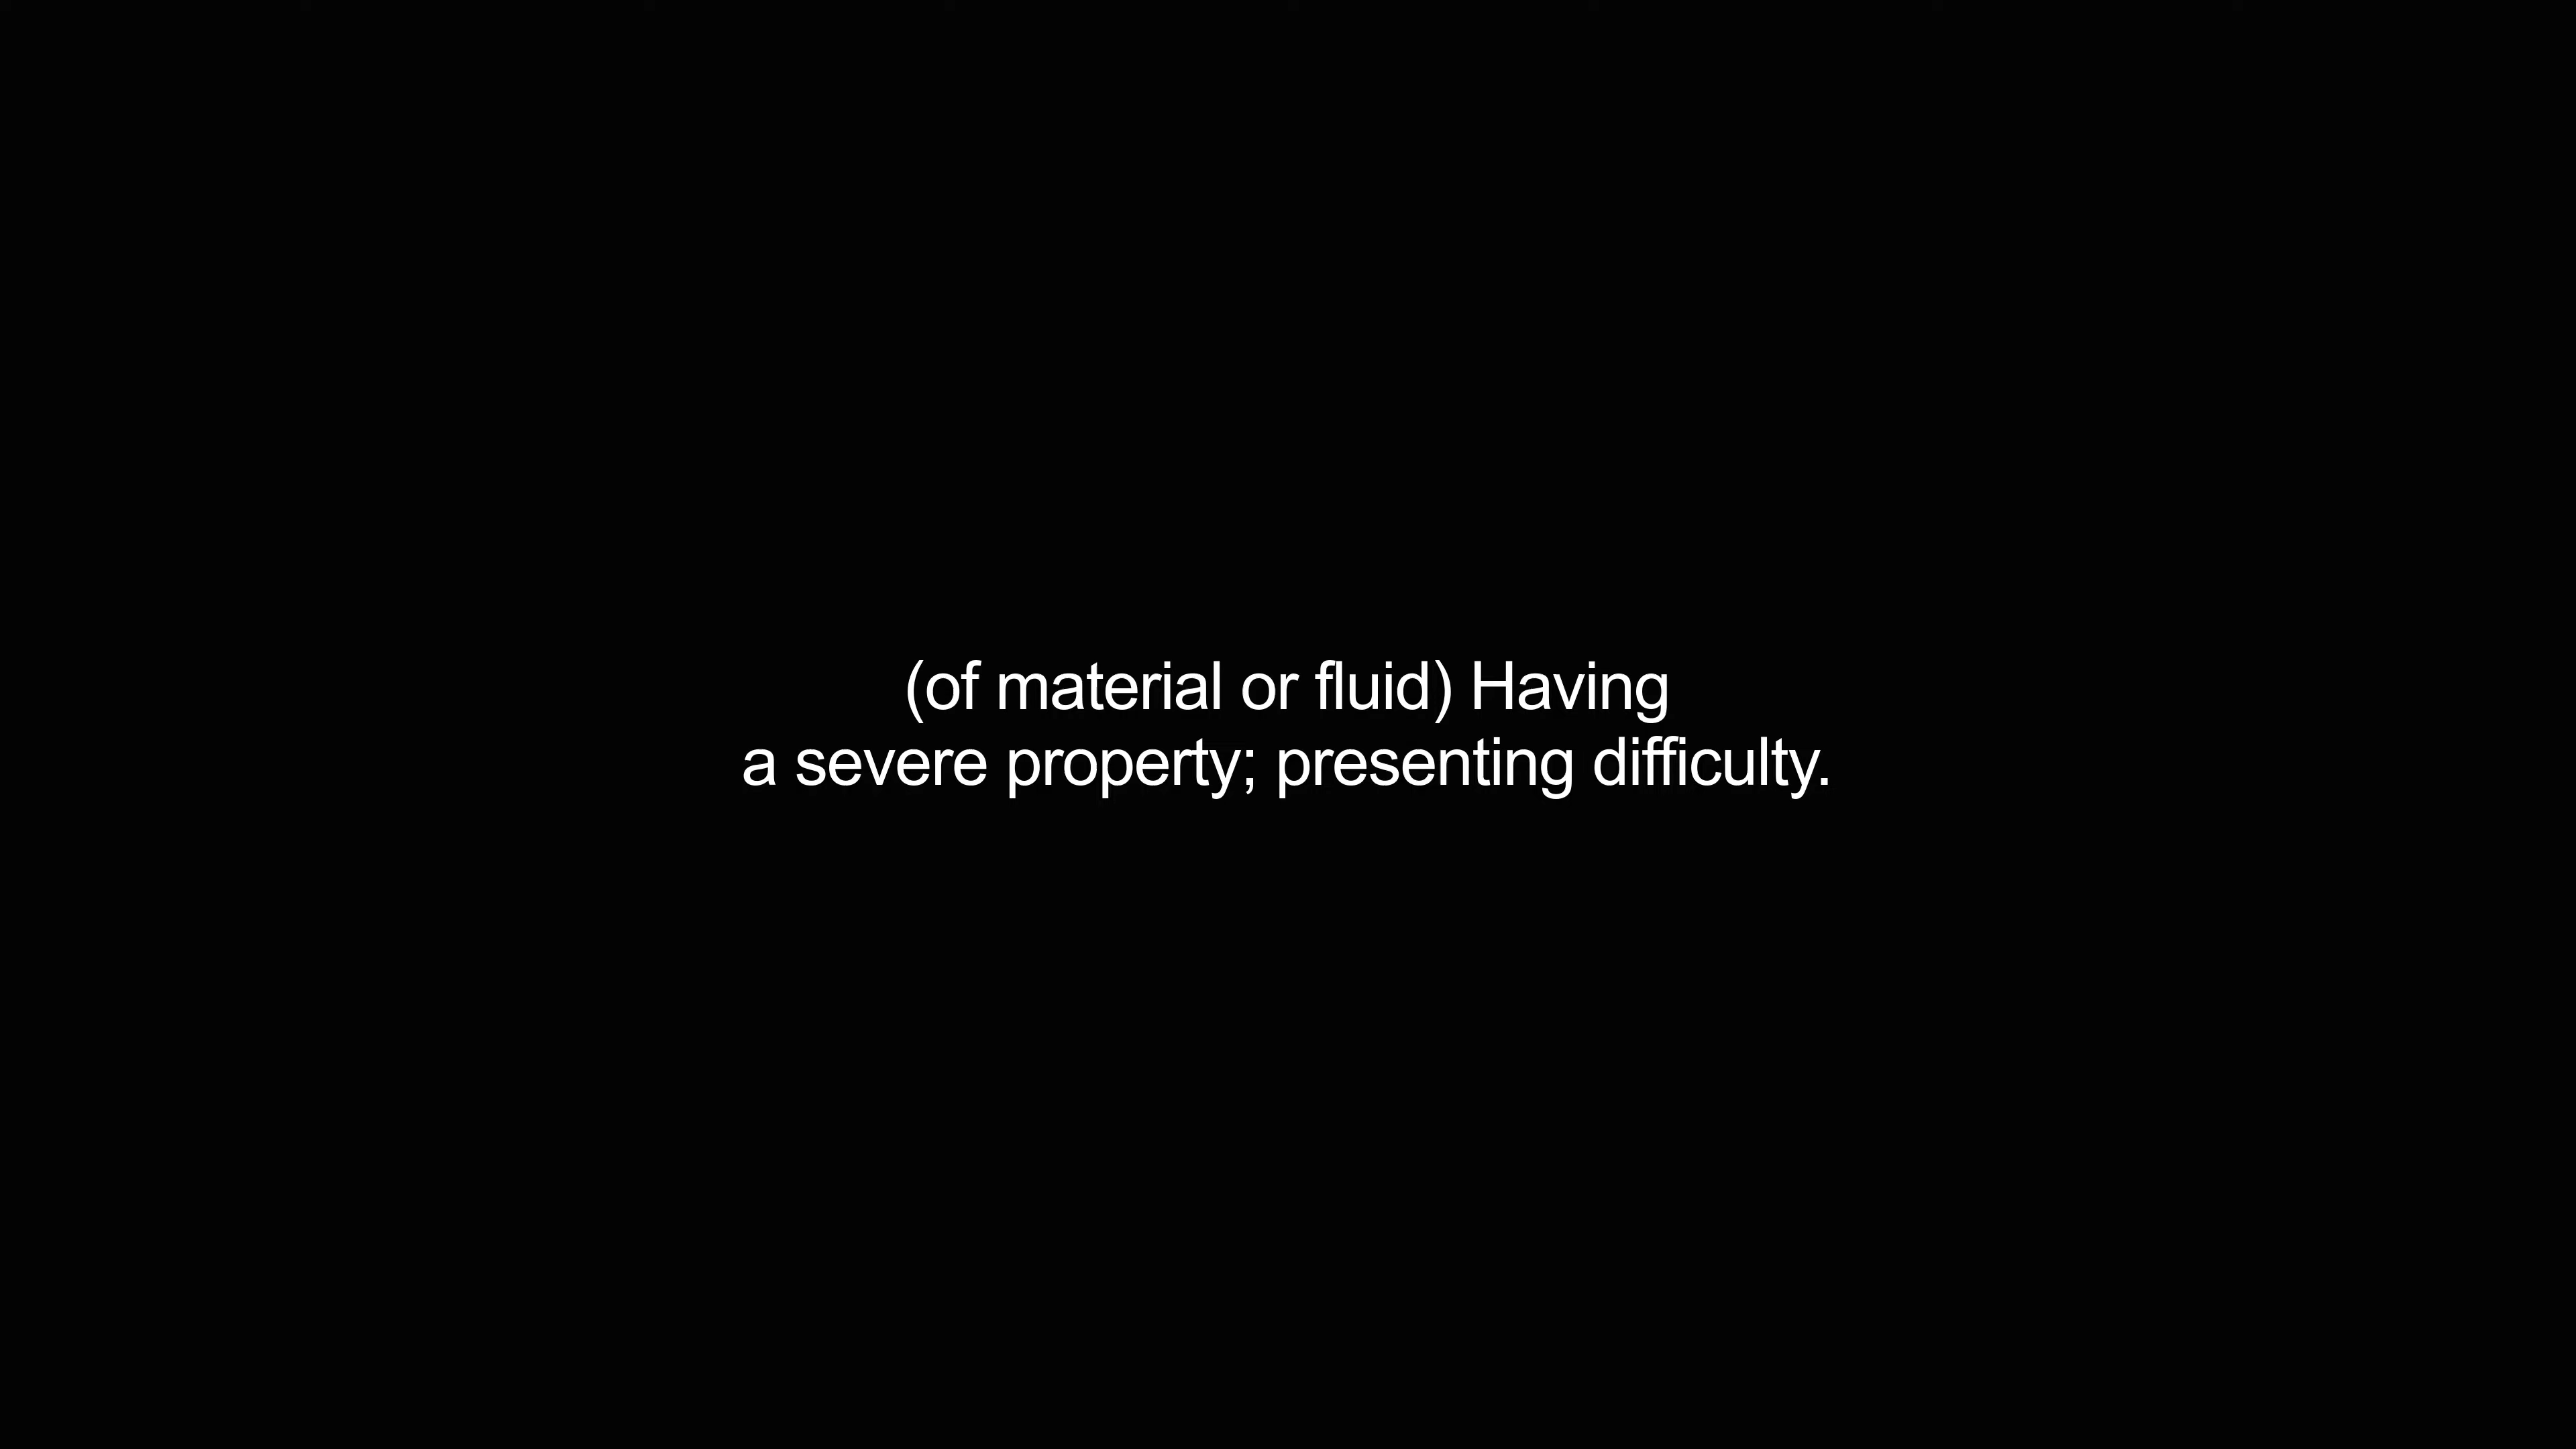 (of material or fluid) Having
a severe property; presenting difficulty.